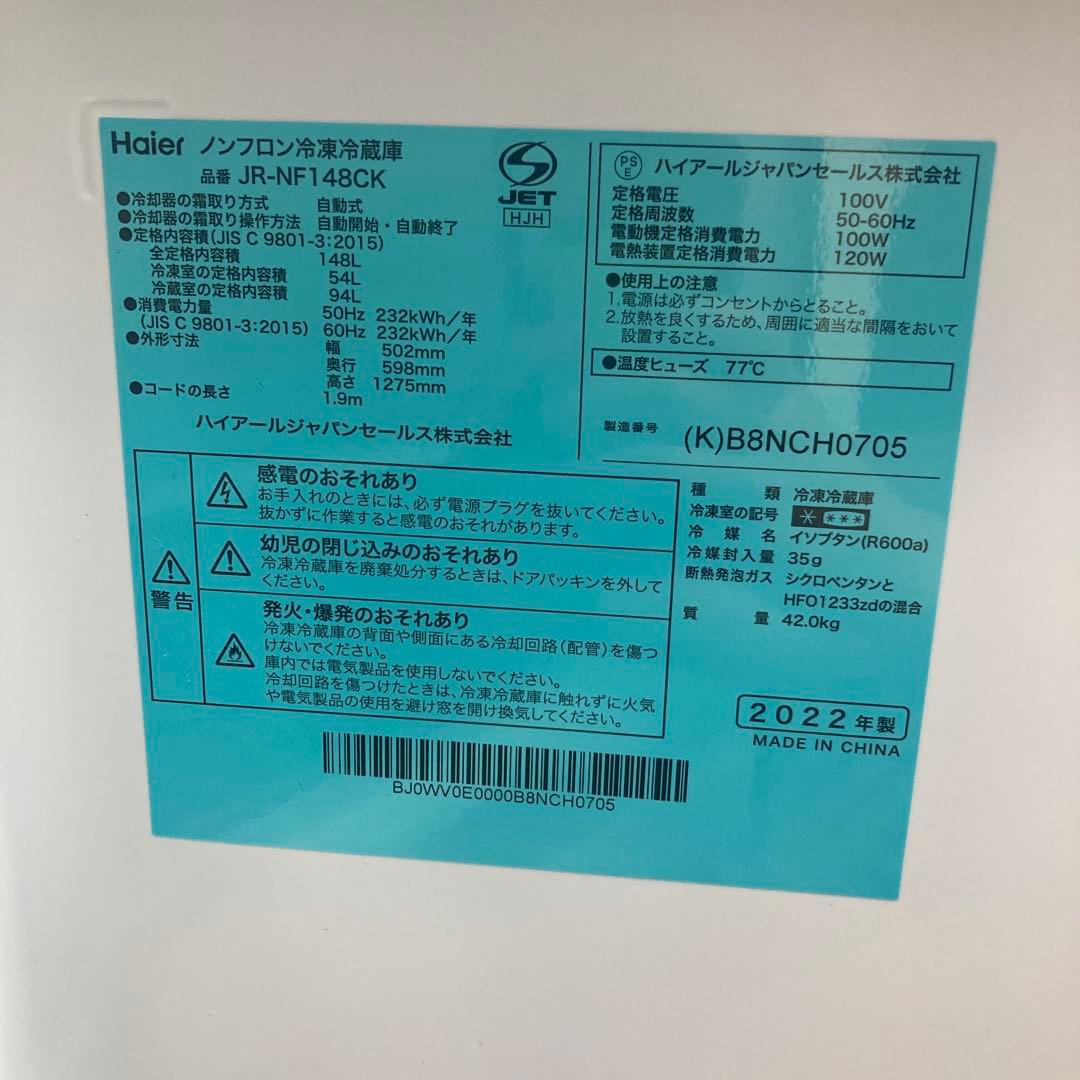 Haier ノンフロン冷凍冷蔵庫
品番 JR-NF148CK
●冷却器の霜取り方式 自動式
●冷却器の霜取り操作方法 自動開始・自動終了
●定格内容積(JIS C 9801-3:2015)
全定格内容積 148L
冷凍室の定格内容積 54L
冷蔵室の定格内容積 94L
●消費電力量 50Hz 232kWh/年
(JIS C 9801-3:2015) 60Hz 232kWh/年
●外形寸法 幅 502mm
奥行 598mm
高さ 1275mm
●コードの長さ 1.9m
ハイアールジャパンセールス株式会社
JET
HJH
PS
E
ハイアールジャパンセールス株式会社
定格電圧 100V
定格周波数 50-60Hz
電動機定格消費電力 100W
電熱装置定格消費電力 120W
●使用上の注意
1.電源は必ずコンセントからとること。
2.放熱を良くするため、周囲に適当な間隔をおいて
設置すること。
●温度ヒューズ 77℃
製造番号 (K)B8NCH0705
警告
感電のおそれあり
お手入れのときには、必ず電源プラグを抜いてください。
抜かずに作業すると感電のおそれがあります。
幼児の閉じ込みのおそれあり
冷凍冷蔵庫を廃棄処分するときは、ドアパッキンを外して
ください。
発火・爆発のおそれあり
冷凍冷蔵庫の背面や側面にある冷却回路(配管)を傷つ
けないでください。
庫内では電気製品を使用しないでください。
冷却回路を傷つけたときは、冷凍冷蔵庫に触れずに火気
や電気製品の使用を避け窓を開け換気してください。
種類 冷凍冷蔵庫
冷凍室の記号 * ***
冷媒名 イソブタン(R600a)
冷媒封入量 35g
断熱発泡ガス シクロペンタンと
HFO1233zdの混合
質量 42.0kg
2022年製
MADE IN CHINA
BJ0WV0E0000B8NCH0705